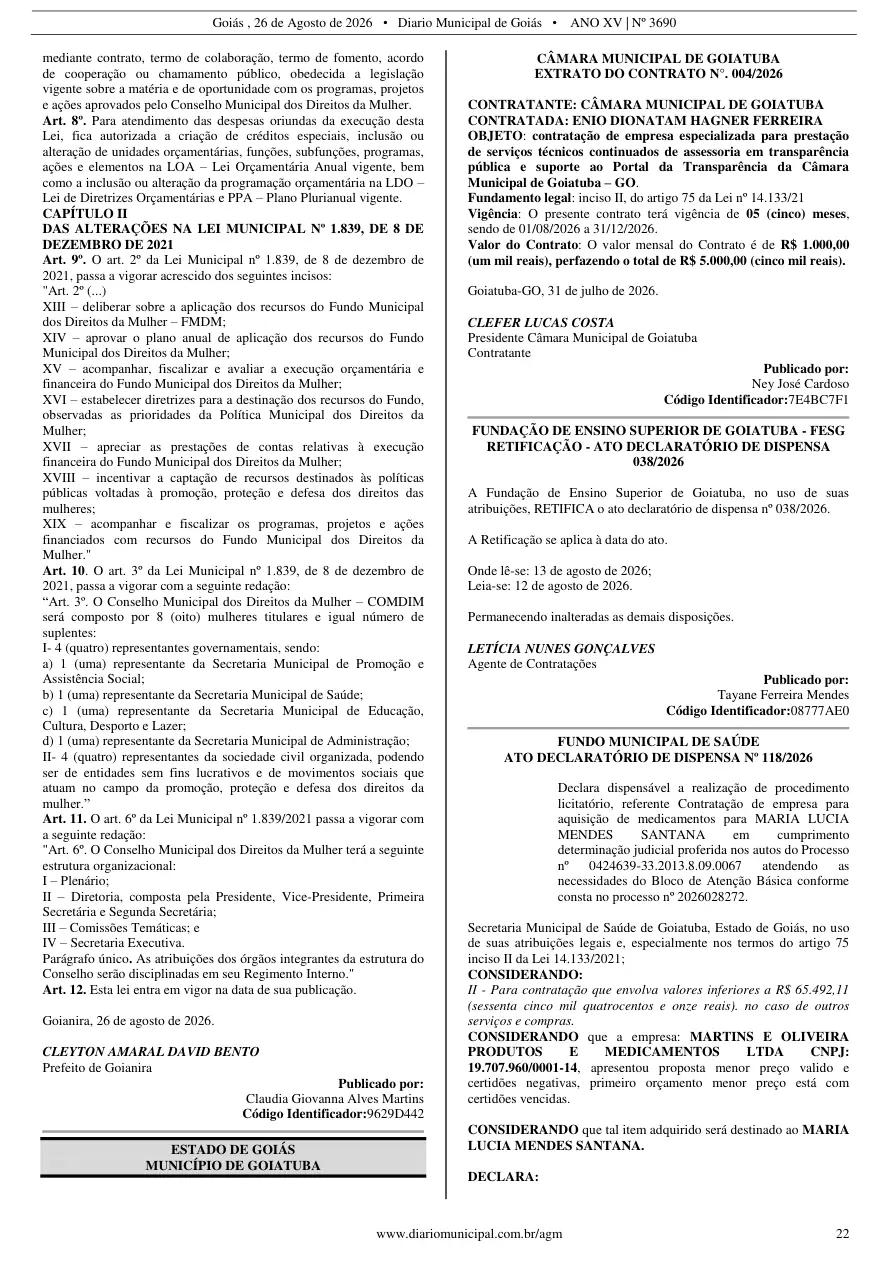 Goiás , 26 de Agosto de 2026 • Diario Municipal de Goiás • ANO XV | Nº 3690
mediante contrato, termo de colaboração, termo de fomento, acordo
de cooperação ou chamamento público, obedecida a legislação
vigente sobre a matéria e de oportunidade com os programas, projetos
e ações aprovados pelo Conselho Municipal dos Direitos da Mulher.
Art. 8º. Para atendimento das despesas oriundas da execução desta
Lei, fica autorizada a criação de créditos especiais, inclusão ou
alteração de unidades orçamentárias, funções, subfunções, programas,
ações e elementos na LOA – Lei Orçamentária Anual vigente, bem
como a inclusão ou alteração da programação orçamentária na LDO –
Lei de Diretrizes Orçamentárias e PPA – Plano Plurianual vigente.
CAPÍTULO II
DAS ALTERAÇÕES NA LEI MUNICIPAL Nº 1.839, DE 8 DE
DEZEMBRO DE 2021
Art. 9º. O art. 2º da Lei Municipal nº 1.839, de 8 de dezembro de
2021, passa a vigorar acrescido dos seguintes incisos:
"Art. 2º (...)
XIII – deliberar sobre a aplicação dos recursos do Fundo Municipal
dos Direitos da Mulher – FMDM;
XIV – aprovar o plano anual de aplicação dos recursos do Fundo
Municipal dos Direitos da Mulher;
XV – acompanhar, fiscalizar e avaliar a execução orçamentária e
financeira do Fundo Municipal dos Direitos da Mulher;
XVI – estabelecer diretrizes para a destinação dos recursos do Fundo,
observadas as prioridades da Política Municipal dos Direitos da
Mulher;
XVII – apreciar as prestações de contas relativas à execução
financeira do Fundo Municipal dos Direitos da Mulher;
XVIII – incentivar a captação de recursos destinados às políticas
públicas voltadas à promoção, proteção e defesa dos direitos das
mulheres;
XIX – acompanhar e fiscalizar os programas, projetos e ações
financiados com recursos do Fundo Municipal dos Direitos da
Mulher."
Art. 10. O art. 3º da Lei Municipal nº 1.839, de 8 de dezembro de
2021, passa a vigorar com a seguinte redação:
“Art. 3º. O Conselho Municipal dos Direitos da Mulher – COMDIM
será composto por 8 (oito) mulheres titulares e igual número de
suplentes:
I- 4 (quatro) representantes governamentais, sendo:
a) 1 (uma) representante da Secretaria Municipal de Promoção e
Assistência Social;
b) 1 (uma) representante da Secretaria Municipal de Saúde;
c) 1 (uma) representante da Secretaria Municipal de Educação,
Cultura, Desporto e Lazer;
d) 1 (uma) representante da Secretaria Municipal de Administração;
II- 4 (quatro) representantes da sociedade civil organizada, podendo
ser de entidades sem fins lucrativos e de movimentos sociais que
atuam no campo da promoção, proteção e defesa dos direitos da
mulher.”
Art. 11. O art. 6º da Lei Municipal nº 1.839/2021 passa a vigorar com
a seguinte redação:
"Art. 6º. O Conselho Municipal dos Direitos da Mulher terá a seguinte
estrutura organizacional:
I – Plenário;
II – Diretoria, composta pela Presidente, Vice-Presidente, Primeira
Secretária e Segunda Secretária;
III – Comissões Temáticas; e
IV – Secretaria Executiva.
Parágrafo único. As atribuições dos órgãos integrantes da estrutura do
Conselho serão disciplinadas em seu Regimento Interno."
Art. 12. Esta lei entra em vigor na data de sua publicação.
Goianira, 26 de agosto de 2026.
CLEYTON AMARAL DAVID BENTO
Prefeito de Goianira
Publicado por:
Claudia Giovanna Alves Martins
Código Identificador:9629D442
ESTADO DE GOIÁS
MUNICÍPIO DE GOIATUBA
CÂMARA MUNICIPAL DE GOIATUBA
EXTRATO DO CONTRATO N°. 004/2026
CONTRATANTE: CÂMARA MUNICIPAL DE GOIATUBA
CONTRATADA: ENIO DIONATAM HAGNER FERREIRA
OBJETO: contratação de empresa especializada para prestação
de serviços técnicos continuados de assessoria em transparência
pública e suporte ao Portal da Transparência da Câmara
Municipal de Goiatuba – GO.
Fundamento legal: inciso II, do artigo 75 da Lei nº 14.133/21
Vigência: O presente contrato terá vigência de 05 (cinco) meses,
sendo de 01/08/2026 a 31/12/2026.
Valor do Contrato: O valor mensal do Contrato é de R$ 1.000,00
(um mil reais), perfazendo o total de R$ 5.000,00 (cinco mil reais).
Goiatuba-GO, 31 de julho de 2026.
CLEFER LUCAS COSTA
Presidente Câmara Municipal de Goiatuba
Contratante
Publicado por:
Ney José Cardoso
Código Identificador:7E4BC7F1
FUNDAÇÃO DE ENSINO SUPERIOR DE GOIATUBA - FESG
RETIFICAÇÃO - ATO DECLARATÓRIO DE DISPENSA
038/2026
A Fundação de Ensino Superior de Goiatuba, no uso de suas
atribuições, RETIFICA o ato declaratório de dispensa nº 038/2026.
A Retificação se aplica à data do ato.
Onde lê-se: 13 de agosto de 2026;
Leia-se: 12 de agosto de 2026.
Permanecendo inalteradas as demais disposições.
LETÍCIA NUNES GONÇALVES
Agente de Contratações
Publicado por:
Tayane Ferreira Mendes
Código Identificador:08777AE0
FUNDO MUNICIPAL DE SAÚDE
ATO DECLARATÓRIO DE DISPENSA Nº 118/2026
Declara dispensável a realização de procedimento
licitatório, referente Contratação de empresa para
aquisição de medicamentos para MARIA LUCIA
MENDES SANTANA em cumprimento
determinação judicial proferida nos autos do Processo
nº 0424639-33.2013.8.09.0067 atendendo as
necessidades do Bloco de Atenção Básica conforme
consta no processo nº 2026028272.
Secretaria Municipal de Saúde de Goiatuba, Estado de Goiás, no uso
de suas atribuições legais e, especialmente nos termos do artigo 75
inciso II da Lei 14.133/2021;
CONSIDERANDO:
II - Para contratação que envolva valores inferiores a R$ 65.492,11
(sessenta cinco mil quatrocentos e onze reais). no caso de outros
serviços e compras.
CONSIDERANDO que a empresa: MARTINS E OLIVEIRA
PRODUTOS E MEDICAMENTOS LTDA CNPJ:
19.707.960/0001-14, apresentou proposta menor preço valido e
certidões negativas, primeiro orçamento menor preço está com
certidões vencidas.
CONSIDERANDO que tal item adquirido será destinado ao MARIA
LUCIA MENDES SANTANA.
DECLARA:
www.diariomunicipal.com.br/agm
22